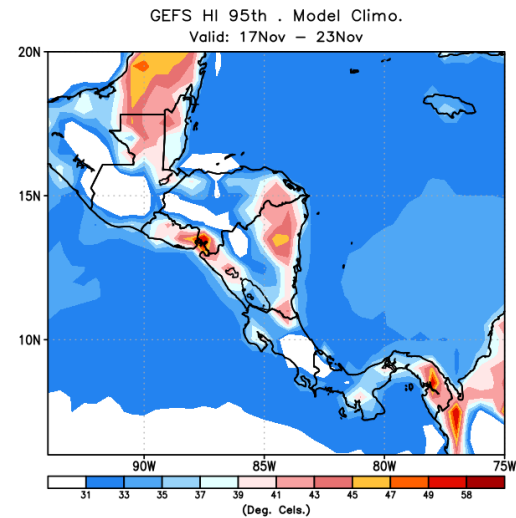 GEFS HI 95th . Model Climo.
Valid: 17Nov – 23Nov
20N
15N
10N
90W 85W 80W 75W
31 33 35 37 39 41 43 45 47 49 58
(Deg. Cels.)